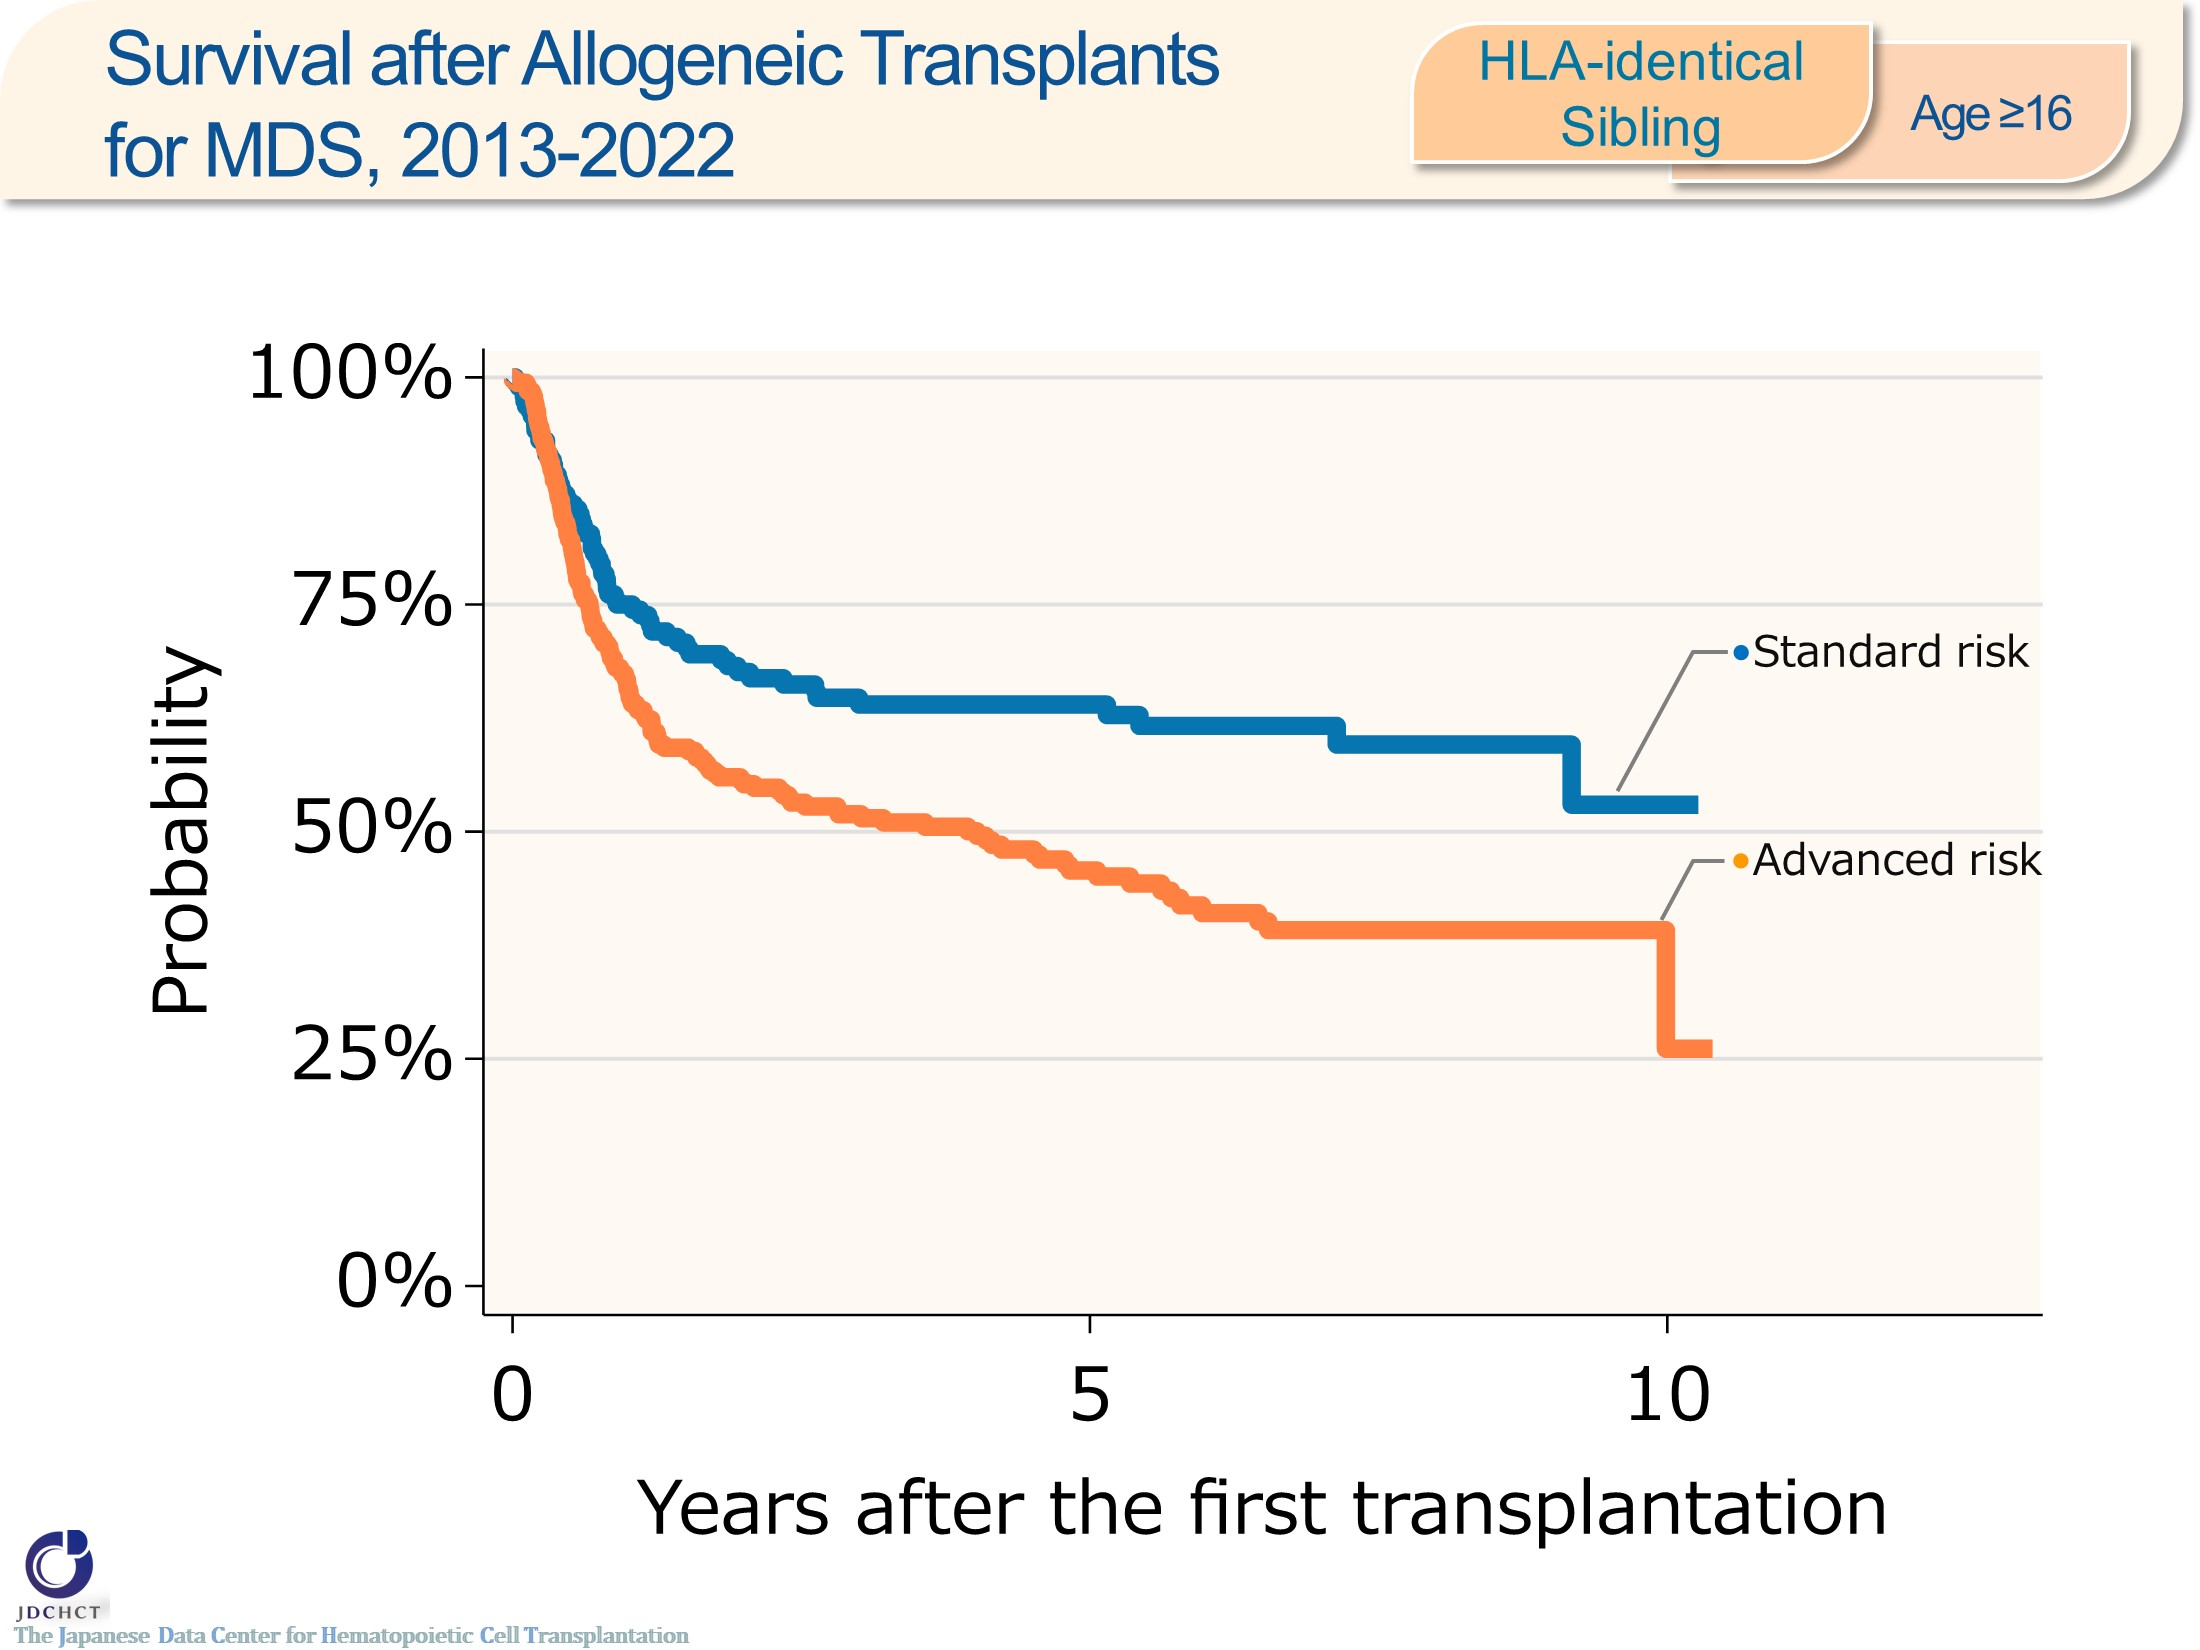 Survival after Allogeneic Transplants
for MDS, 2013-2022
HLA-identical
Sibling
Age ≥16
100%
75%
50%
25%
0%
Probability
Standard risk
Advanced risk
0
5
10
Years after the first transplantation
JDCHCT
The Japanese Data Center for Hematopoietic Cell Transplantation